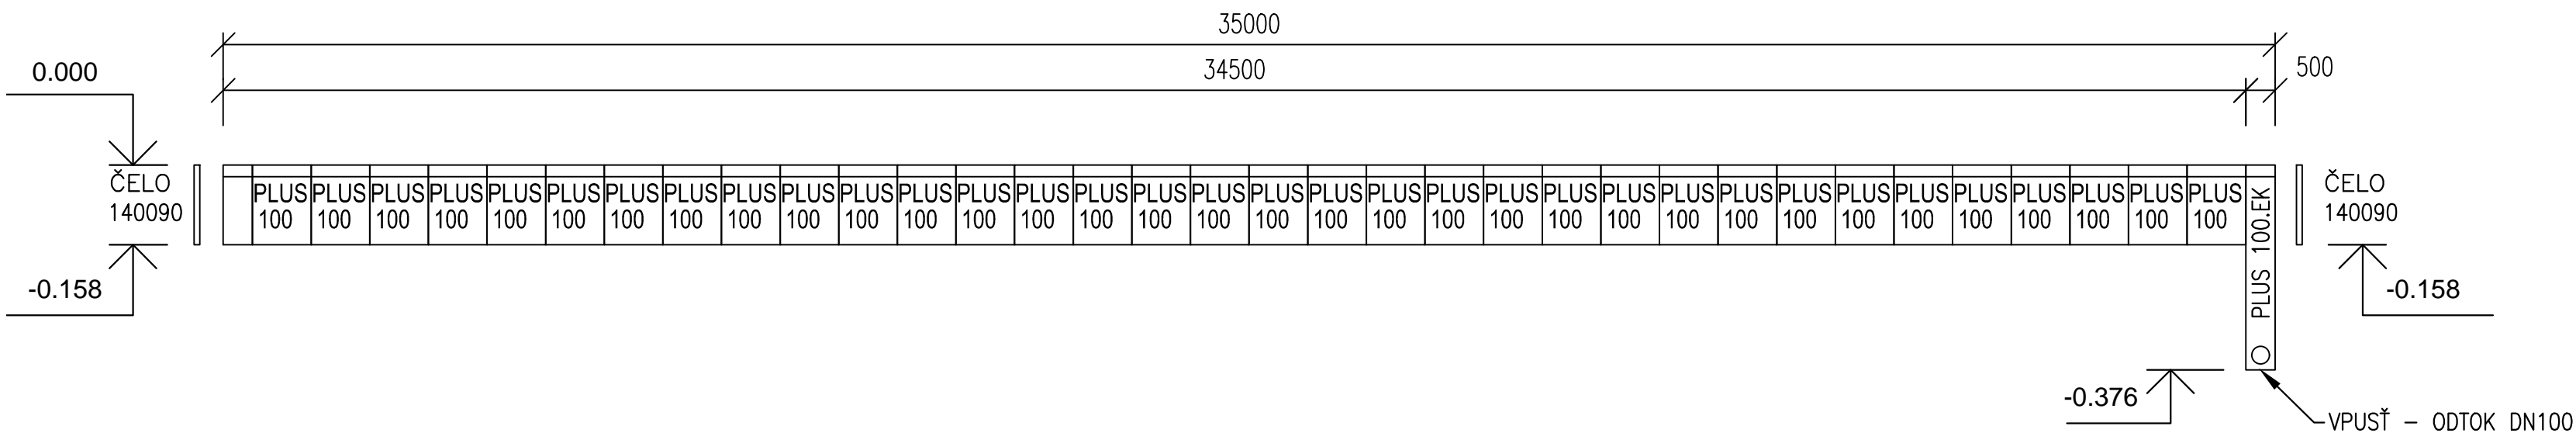 35000
34500
500
0.000
ČELO
140090
-0.158
PLUS PLUS PLUS PLUS PLUS PLUS PLUS PLUS PLUS PLUS PLUS PLUS PLUS PLUS PLUS PLUS PLUS PLUS PLUS PLUS PLUS PLUS PLUS PLUS PLUS PLUS PLUS PLUS PLUS PLUS PLUS PLUS PLUS PLUS
100 100 100 100 100 100 100 100 100 100 100 100 100 100 100 100 100 100 100 100 100 100 100 100 100 100 100 100 100 100 100 100 100 100
PLUS 100.EK
ČELO
140090
-0.158
-0.376
VPUSŤ – ODTOK DN100